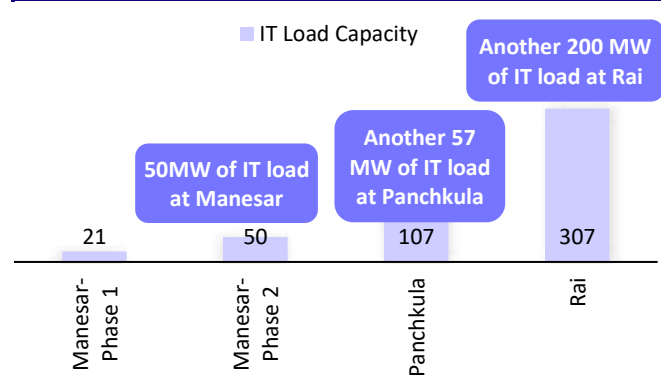 IT Load Capacity
Another 200 MW
of IT load at Rai
Another 57
MW of IT load
at Panchkula
50MW of IT load
at Manesar
21
50
107
307
Manesar-
Phase 1
Manesar-
Phase 2
Panchkula
Rai